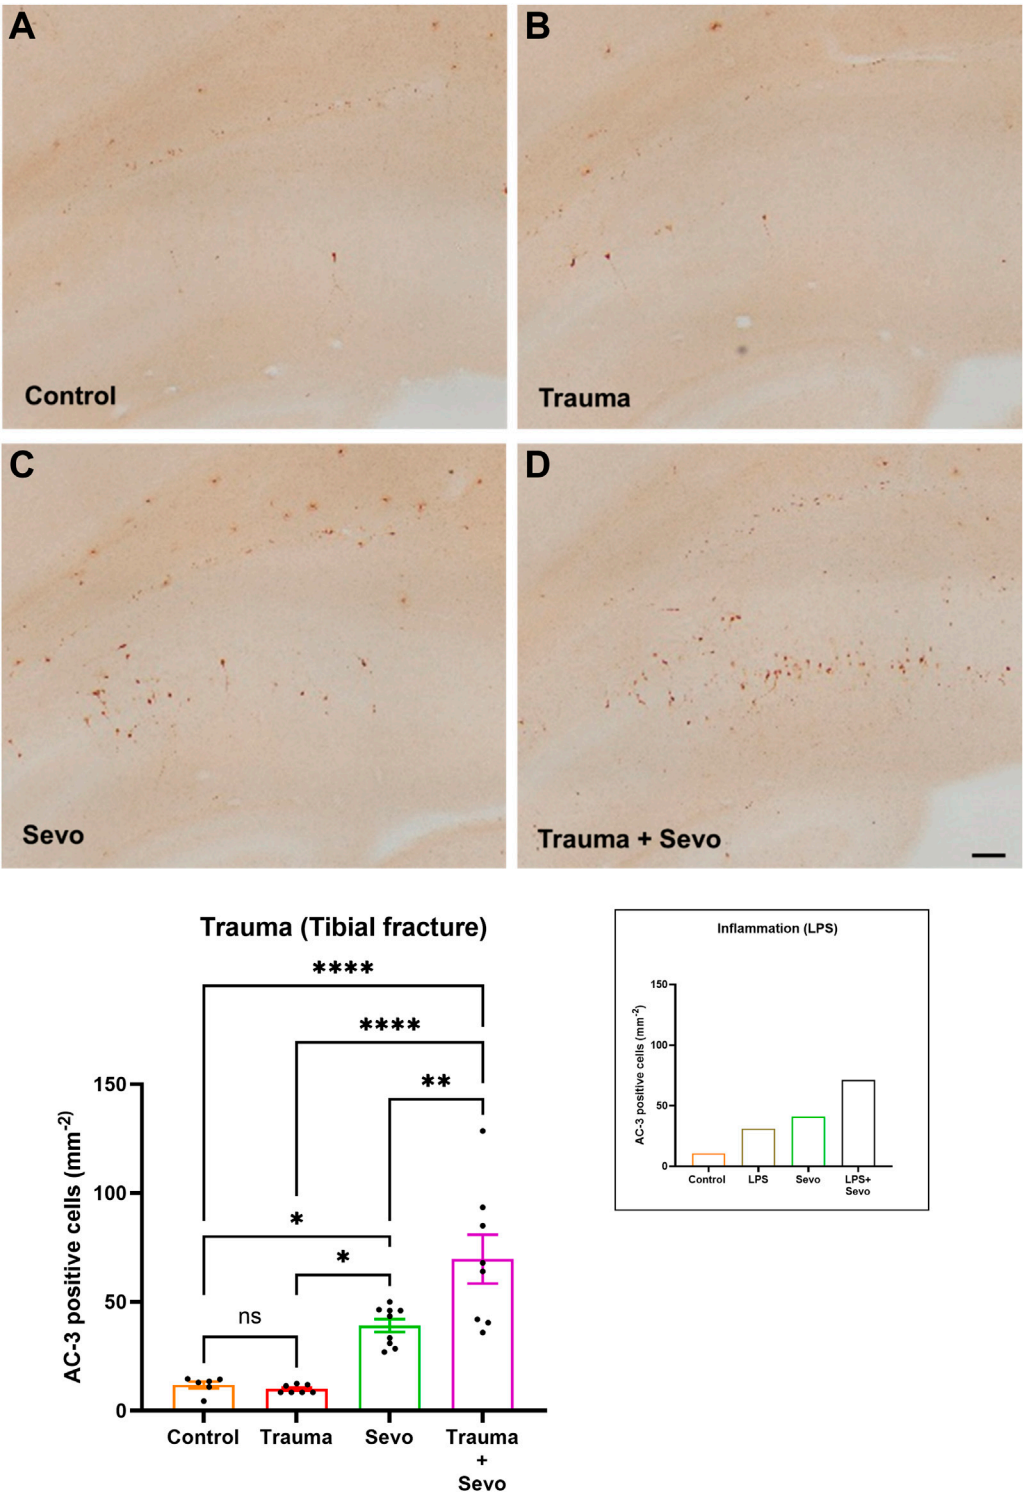 A
B
Control
Trauma
C
D
Sevo
Trauma + Sevo
Trauma (Tibial fracture)
****
****
**
*
*
ns
AC-3 positive cells (mm-2)
150
100
50
0
Control
Trauma
Sevo
Trauma
+
Sevo
Inflammation (LPS)
AC-3 positive cells (mm-2)
150
100
50
0
Control
LPS
Sevo
LPS+
Sevo